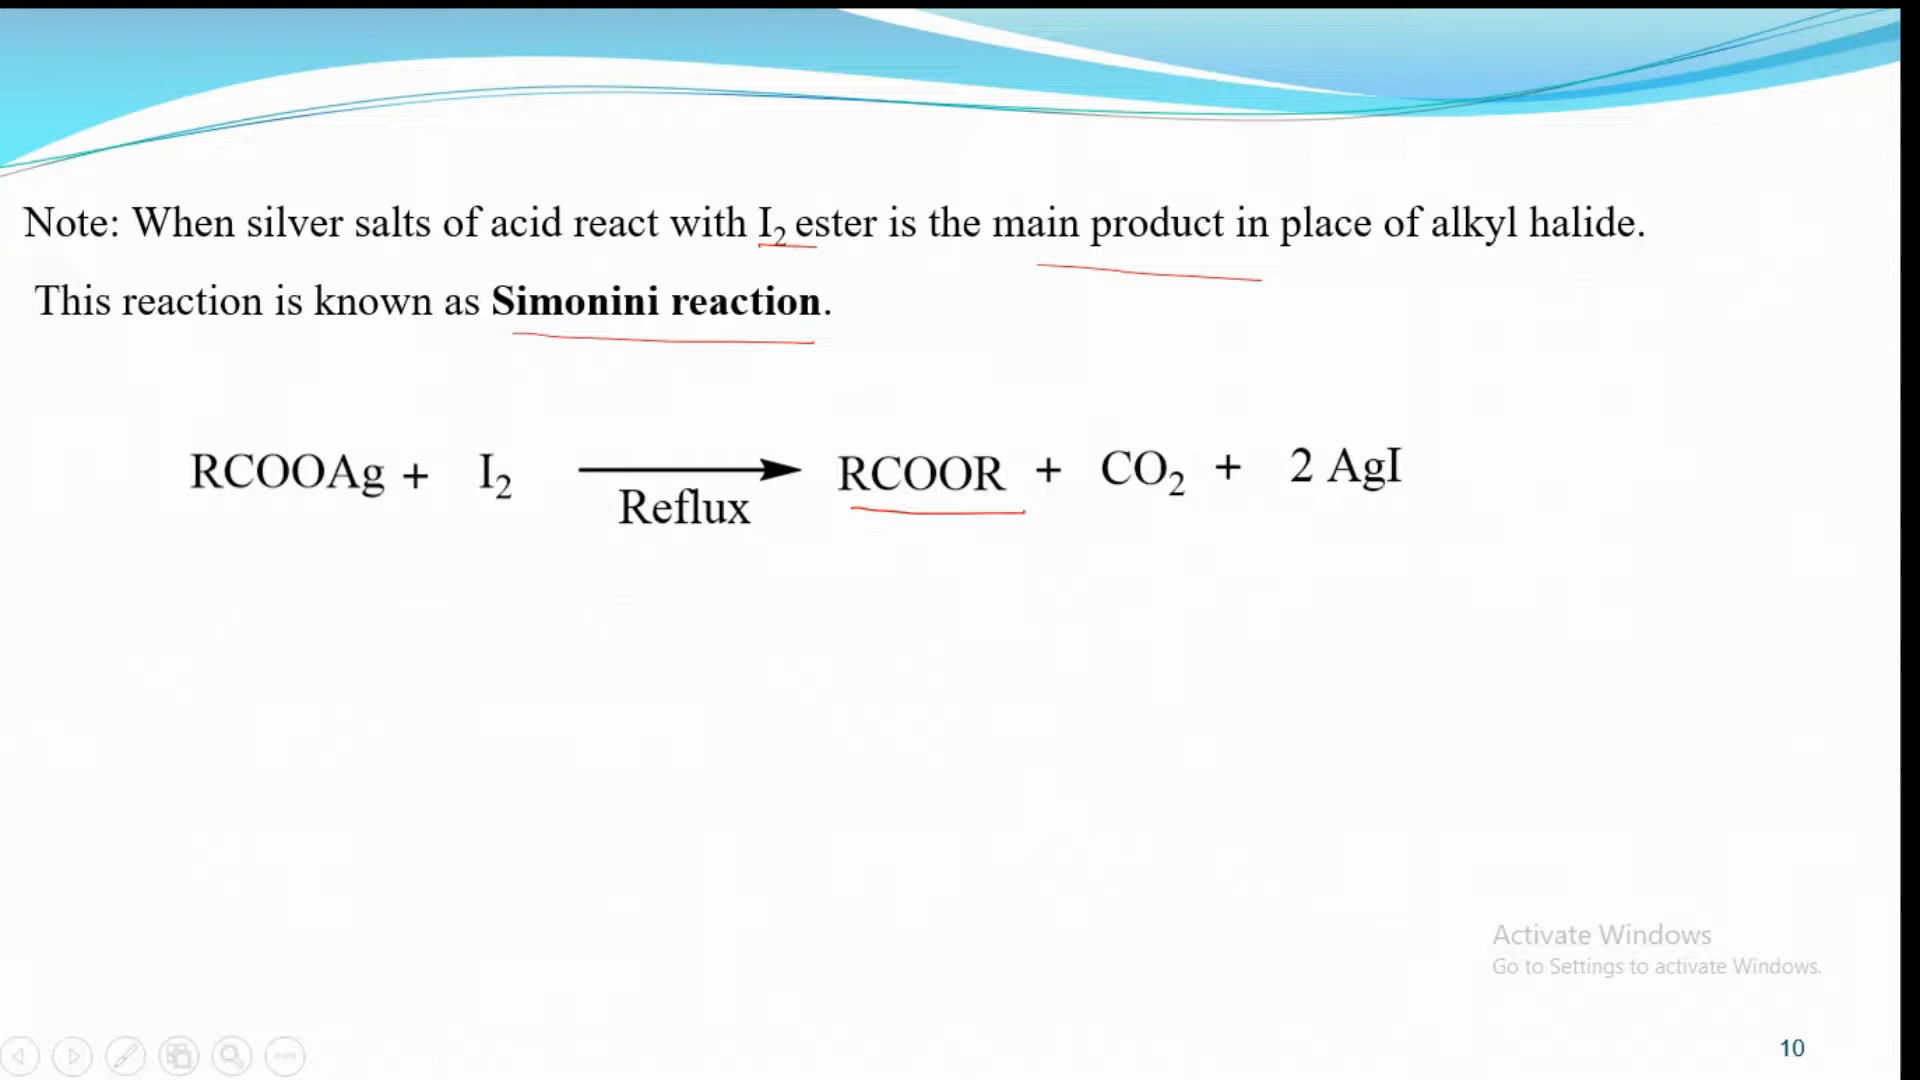 Note: When silver salts of acid react with I₂ ester is the main product in place of alkyl halide.
This reaction is known as Simonini reaction.
RCOOAg + I₂ Reflux RCOOR + CO₂ + 2 AgI
Activate Windows
Go to Settings to activate Windows.
10